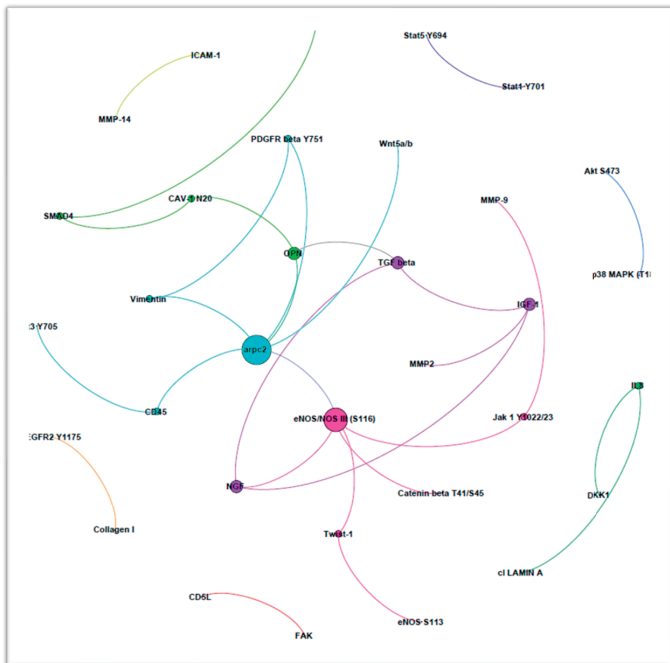 Stat5 Y694
ICAM-1
Stat1 Y701
MMP-14
PDGFR beta Y751
Wnt5a/b
Akt S473
CAV-1 N20
MMP-9
SMAD4
OPN
TGF beta
p38 MAPK (T18
Vimentin
IGF-1
3 Y705
arpc2
MMP2
IL8
CD45
eNOS/NOS III (S116)
Jak 1 Y1022/23
GFR2 Y1175
NGF
Catenin beta T41/S45
DKK1
Collagen I
Twist-1
cl LAMIN A
CD5L
eNOS S113
FAK